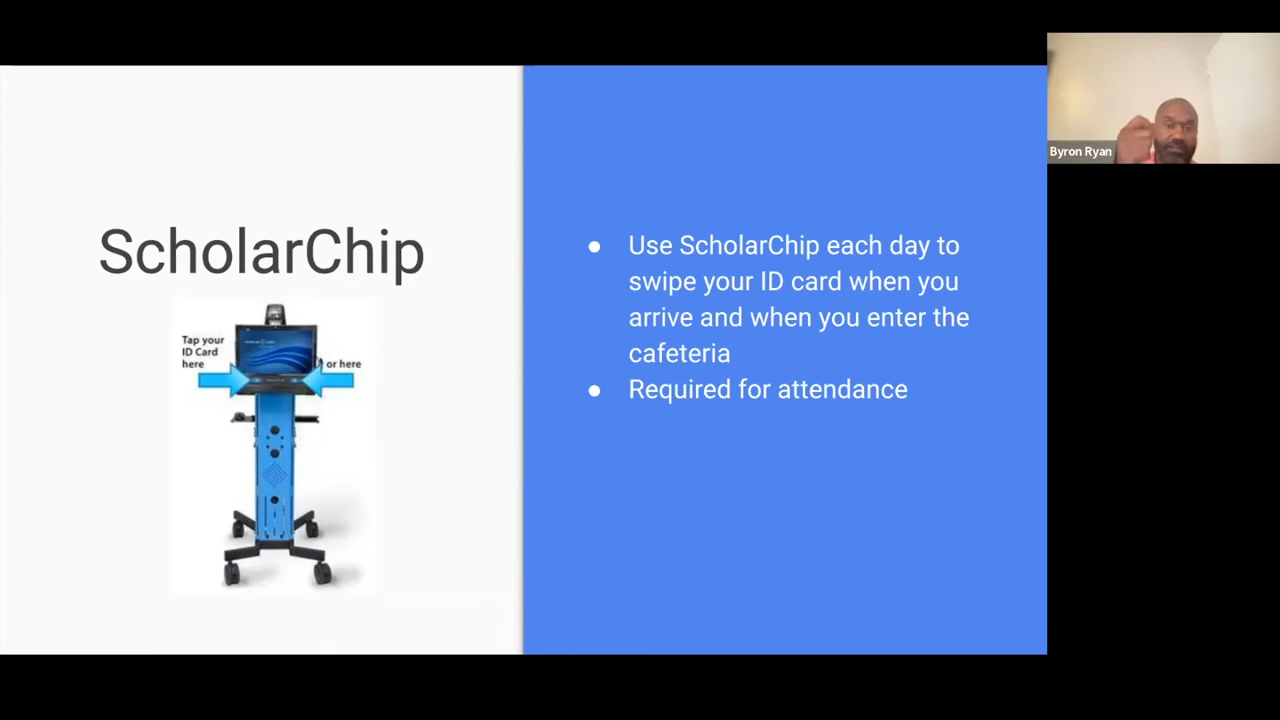 ScholarChip
Tap your
ID Card
here
or here
● Use ScholarChip each day to
swipe your ID card when you
arrive and when you enter the
cafeteria
● Required for attendance
Byron Ryan